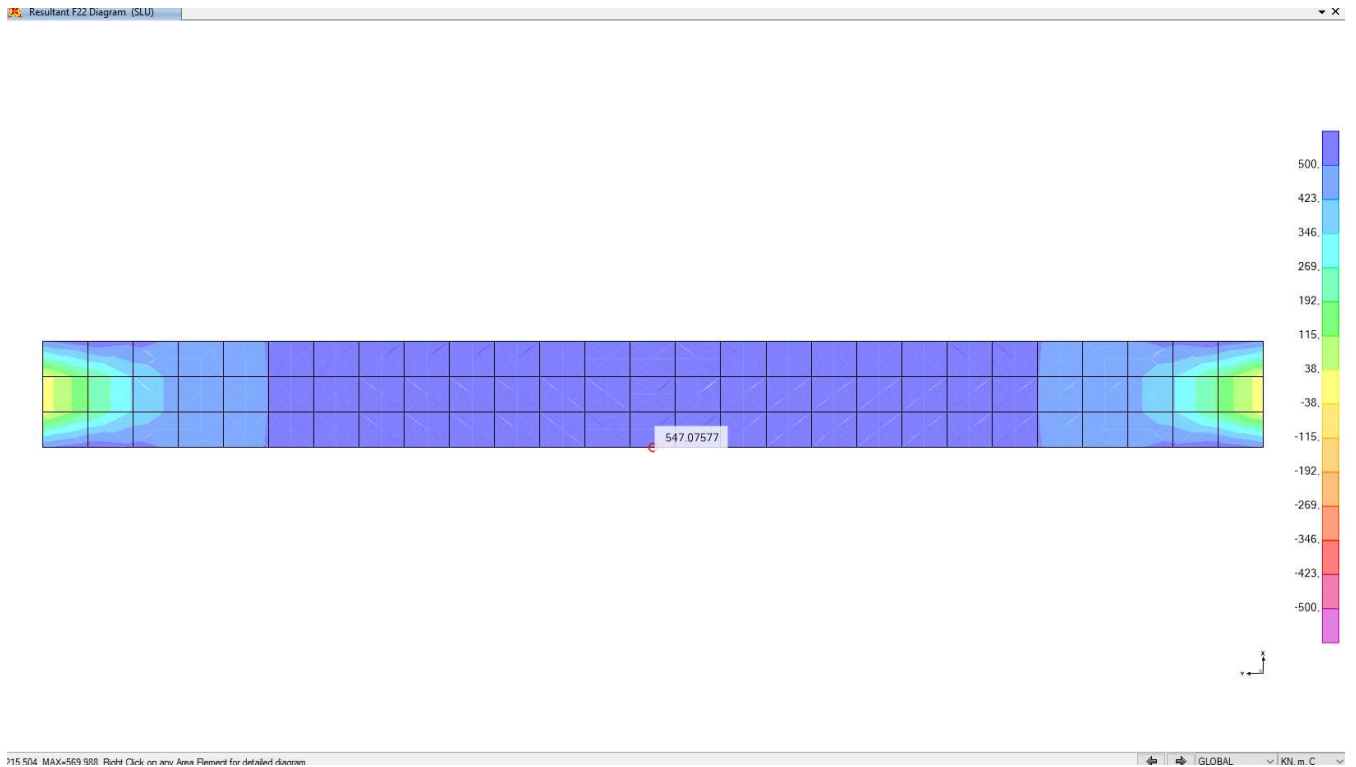 Resultant F22 Diagram (SLU)
500,
423,
346,
269,
192,
115,
38,
-38,
-115,
-192,
-269,
-346,
-423,
-500,
547.07577
X
Y
215.504, MAX=569.988, Right Click on any Area Element for detailed diagram
GLOBAL
KN, m, C